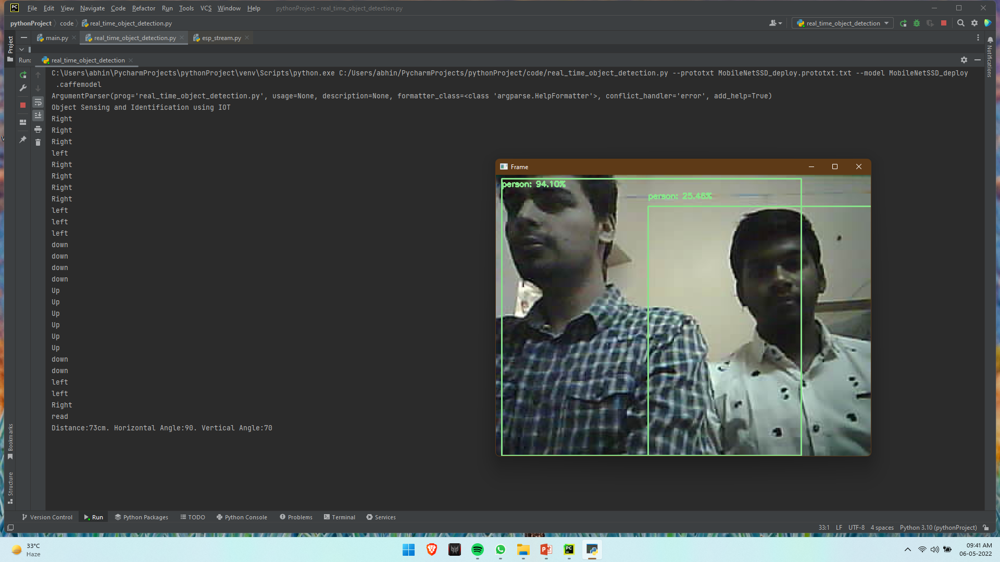 File Edit View Navigate Code Refactor Run Tools VCS Window Help pythonProject - real_time_object_detection.py
pythonProject code real_time_object_detection.py real_time_object_detection
Project main.py real_time_object_detection.py esp_stream.py Notifications
Run: real_time_object_detection
C:\Users\abhin\PycharmProjects\pythonProject\venv\Scripts\python.exe C:/Users/abhin/PycharmProjects/pythonProject/code/real_time_object_detection.py --prototxt MobileNetSSD_deploy.prototxt.txt --model MobileNetSSD_deploy
.caffemodel
ArgumentParser(prog='real_time_object_detection.py', usage=None, description=None, formatter_class=<class 'argparse.HelpFormatter'>, conflict_handler='error', add_help=True)
Object Sensing and Identification using IOT
Right
Right
Right
left
Right
Right
Right
Right
left
left
left
down
down
down
down
Up
Up
Up
Up
Up
Up
down
down
left
left
Right
read
Distance:73cm. Horizontal Angle:90. Vertical Angle:70
Frame
person: 94.10%
person: 25.46%
Bookmarks
Structure
Version Control Run Python Packages TODO Python Console Problems Terminal Services
33:1 LF UTF-8 4 spaces Python 3.10 (pythonProject)
33°C
Haze
09:41 AM
06-05-2022